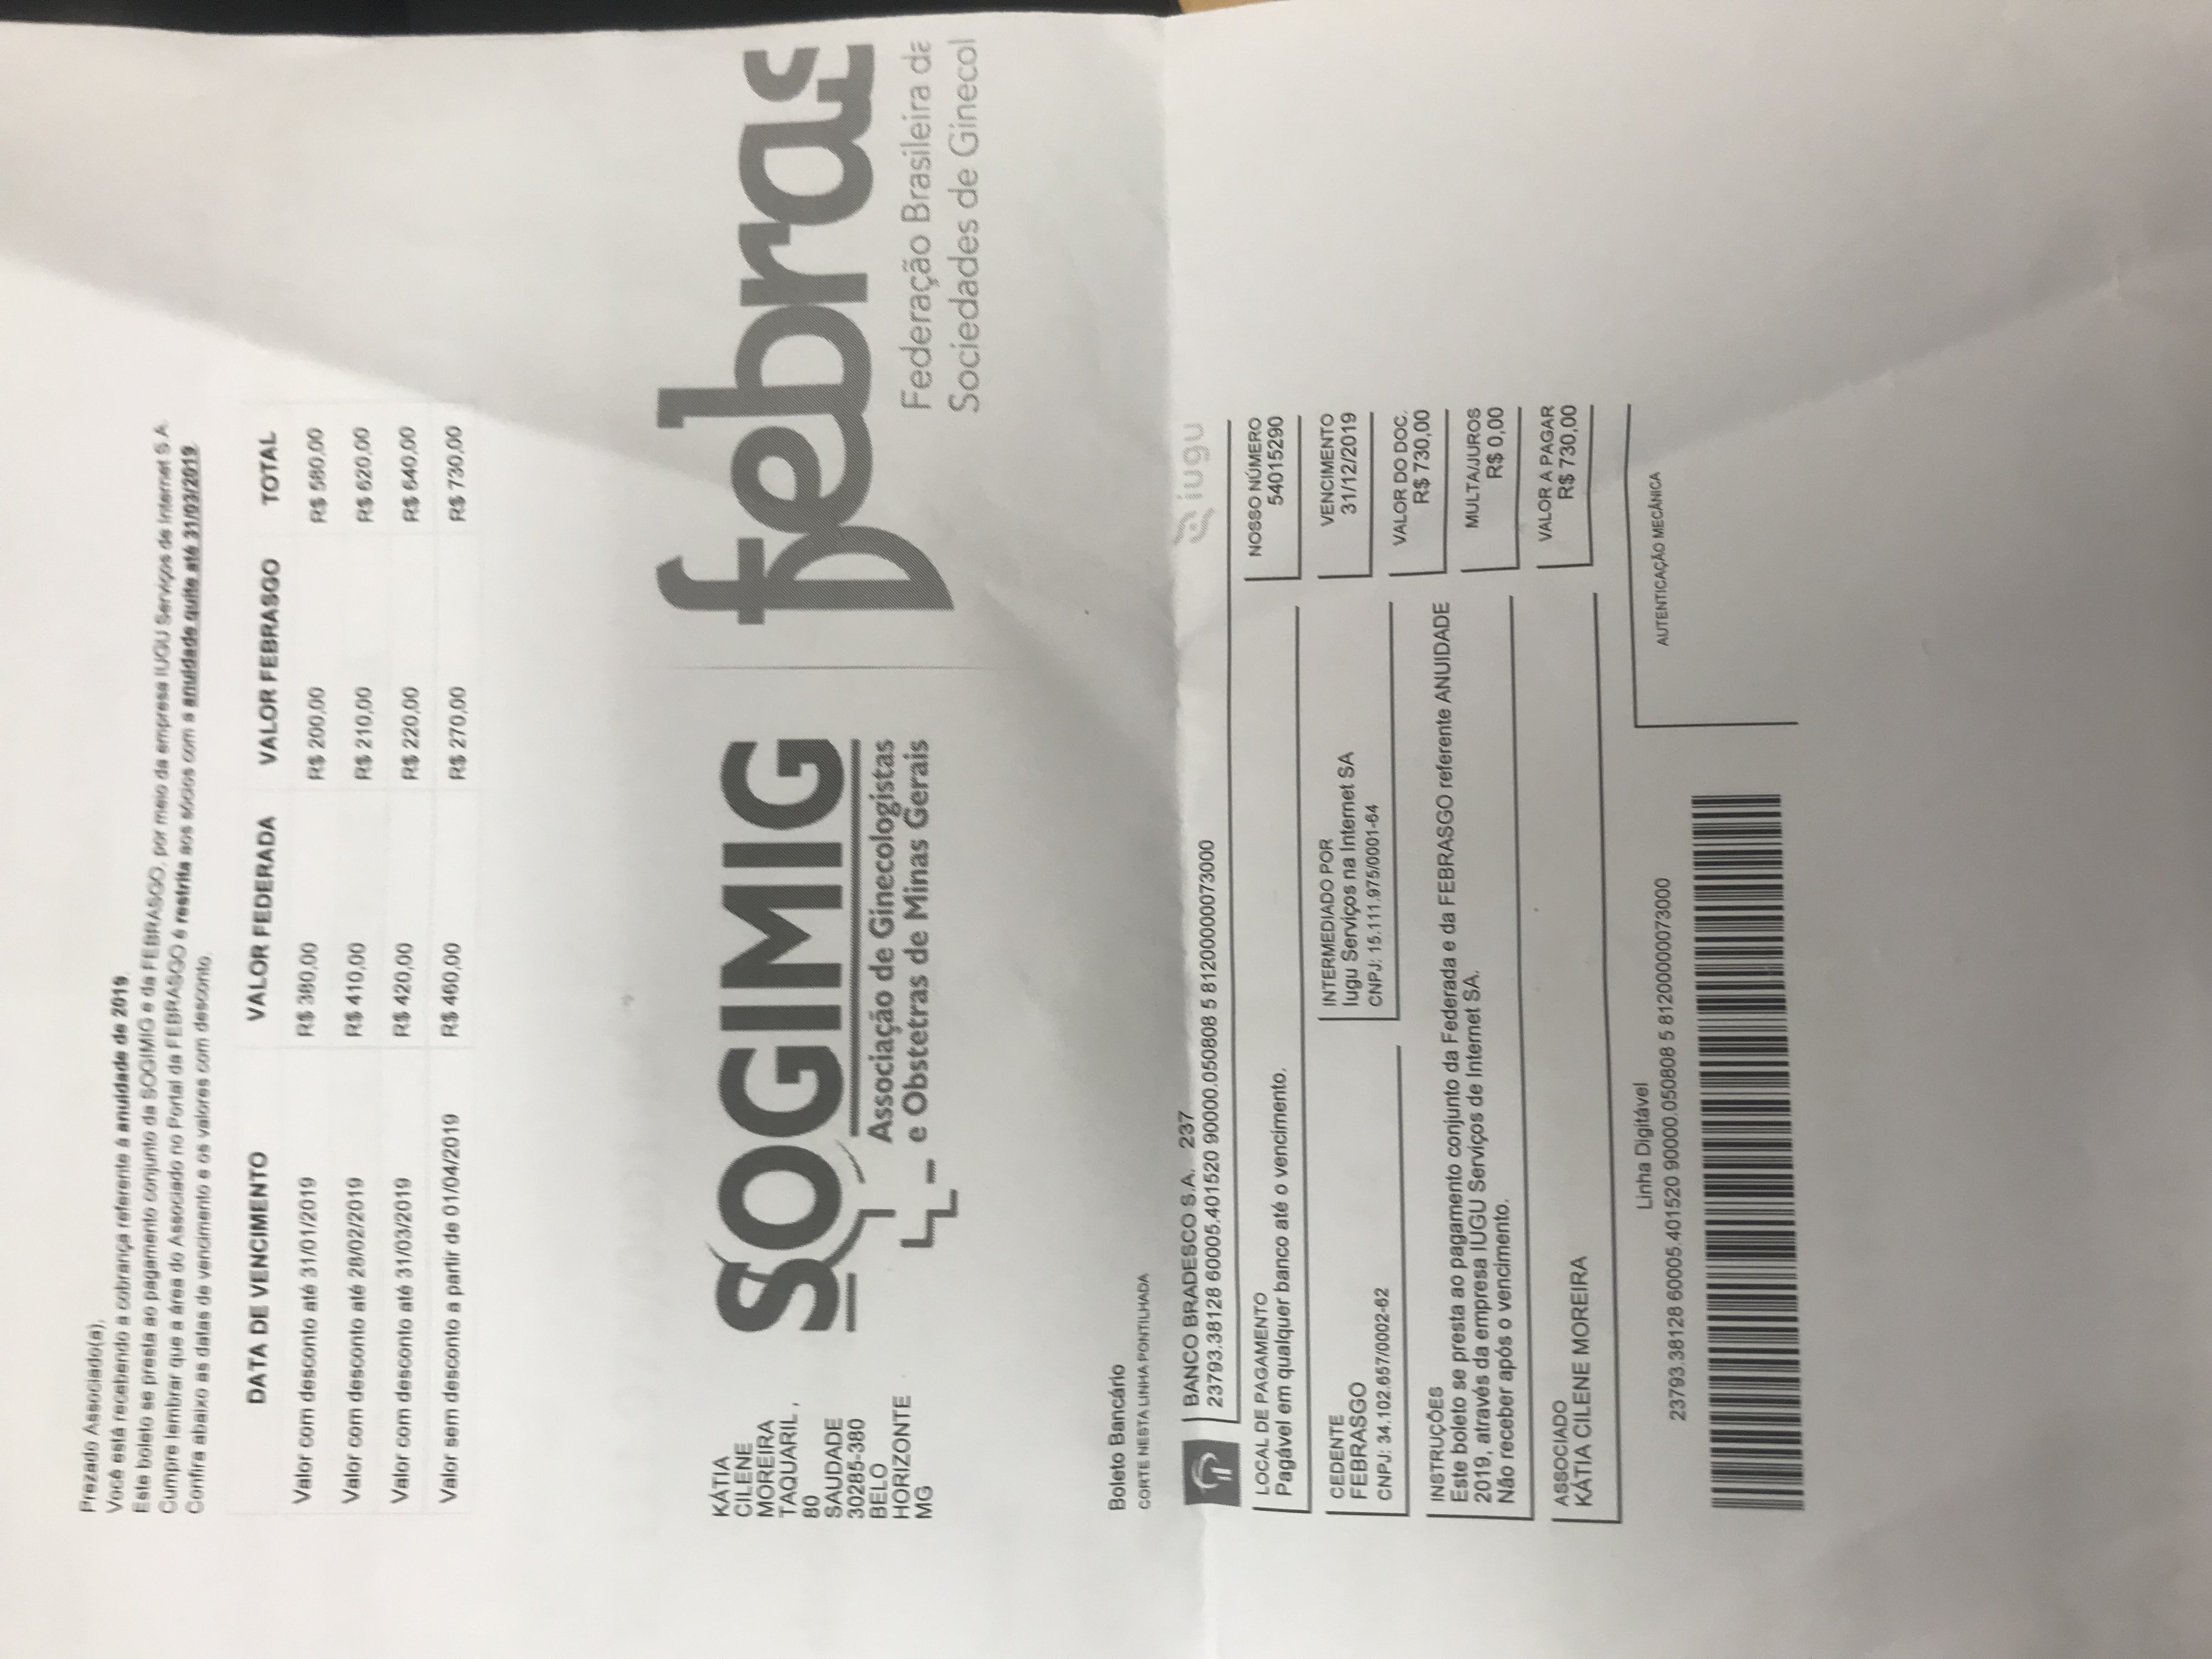 Prezado Associado(a),
Você está recebendo a cobrança referente à anuidade de 2019.
Este boleto se presta ao pagamento conjunto da SOGIMIG e da FEBRASGO, por meio da empresa IUGU Serviços de Internet S.A.
Cumpre lembrar que a área do Associado no Portal da FEBRASGO é restrita aos sócios com a anuidade quite até 31/03/2019.
Confira abaixo as datas de vencimento e os valores com desconto.
DATA DE VENCIMENTO VALOR FEDERADA VALOR FEBRASGO TOTAL
Valor com desconto até 31/01/2019 R$ 380,00 R$ 200,00 R$ 580,00
Valor com desconto até 28/02/2019 R$ 410,00 R$ 210,00 R$ 620,00
Valor com desconto até 31/03/2019 R$ 420,00 R$ 220,00 R$ 640,00
Valor sem desconto a partir de 01/04/2019 R$ 460,00 R$ 270,00 R$ 730,00
KÁTIA
CILENE
MOREIRA
TAQUARIL ,
80
SAUDADE
30285-380
BELO
HORIZONTE
MG
SOGIMIG
Associação de Ginecologistas
e Obstetras de Minas Gerais
febras
Federação Brasileira da
Sociedades de Ginecol
Boleto Bancário
CORTE NESTA LINHA PONTILHADA
BANCO BRADESCO S.A. 237
23793.38128 60005.401520 90000.050808 5 81200000073000
iugu
LOCAL DE PAGAMENTO
Pagável em qualquer banco até o vencimento.
NOSSO NÚMERO
54015290
CEDENTE
FEBRASGO
CNPJ: 34.102.657/0002-62
INTERMEDIADO POR
Iugu Serviços na Internet SA
CNPJ: 15.111.975/0001-64
VENCIMENTO
31/12/2019
VALOR DO DOC.
R$ 730,00
INSTRUÇÕES
Este boleto se presta ao pagamento conjunto da Federada e da FEBRASGO referente ANUIDADE
2019, através da empresa IUGU Serviços de Internet SA.
Não receber após o vencimento.
MULTA/JUROS
R$ 0,00
ASSOCIADO
KÁTIA CILENE MOREIRA
VALOR A PAGAR
R$ 730,00
Linha Digitável
23793.38128 60005.401520 90000.050808 5 81200000073000
AUTENTICAÇÃO MECÂNICA